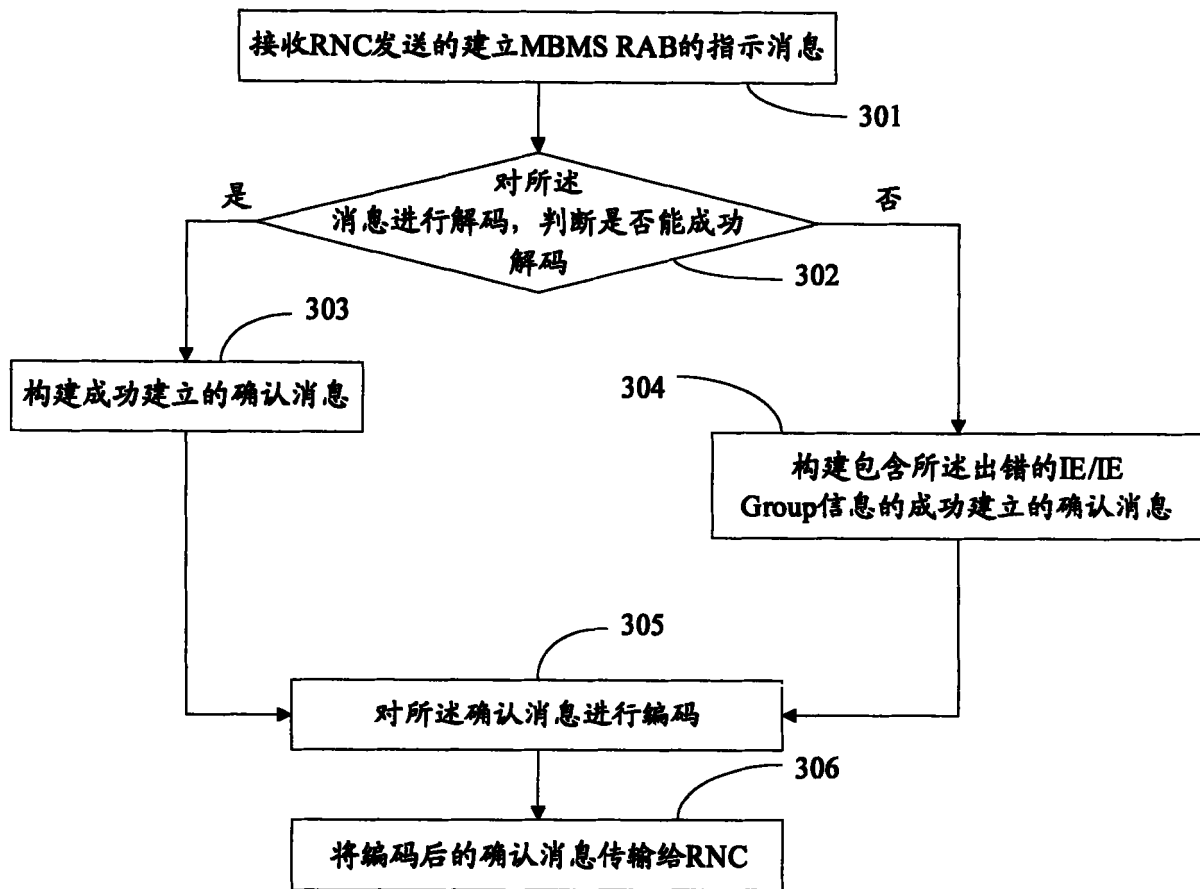 接收RNC发送的建立MBMS RAB的指示消息
301
对所述
消息进行解码，判断是否能成功
解码
是
否
302
303
构建成功建立的确认消息
304
构建包含所述出错的IE/IE
Group信息的成功建立的确认消息
305
对所述确认消息进行编码
306
将编码后的确认消息传输给RNC